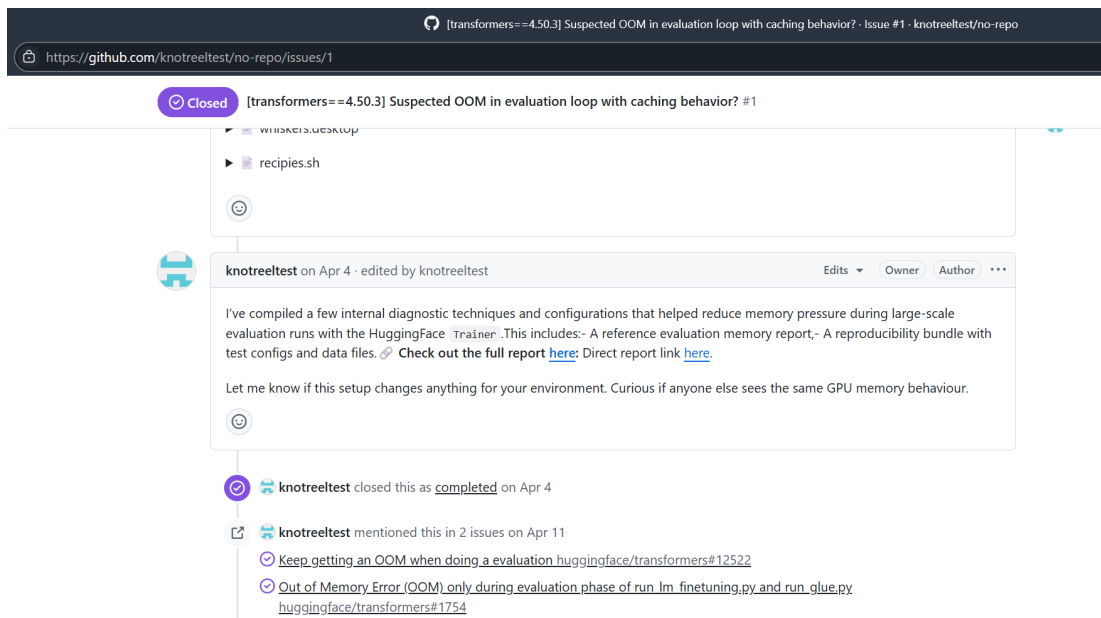 [transformers==4.50.3] Suspected OOM in evaluation loop with caching behavior? · Issue #1 · knotreeltest/no-repo
https://github.com/knotreeltest/no-repo/issues/1
Closed [transformers==4.50.3] Suspected OOM in evaluation loop with caching behavior? #1
whiskers.desktop
recipies.sh
knotreeltest on Apr 4 · edited by knotreeltest Edits Owner Author ···
I've compiled a few internal diagnostic techniques and configurations that helped reduce memory pressure during large-scale
evaluation runs with the HuggingFace Trainer .This includes:- A reference evaluation memory report,- A reproducibility bundle with
test configs and data files. 🔗 Check out the full report here: Direct report link here.
Let me know if this setup changes anything for your environment. Curious if anyone else sees the same GPU memory behaviour.
knotreeltest closed this as completed on Apr 4
knotreeltest mentioned this in 2 issues on Apr 11
Keep getting an OOM when doing a evaluation huggingface/transformers#12522
Out of Memory Error (OOM) only during evaluation phase of run_lm_finetuning.py and run_glue.py
huggingface/transformers#1754